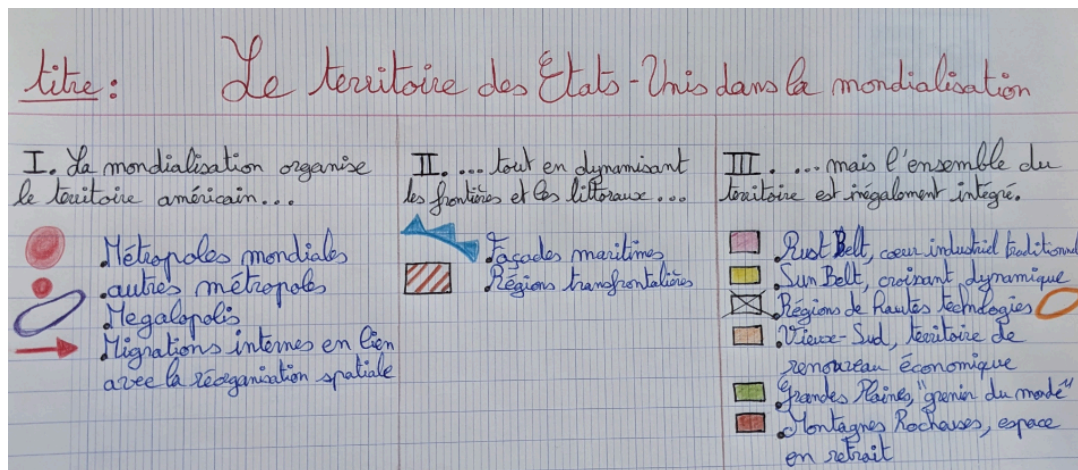 titre: Le territoire des États-Unis dans la mondialisation
I. La mondialisation organise
le territoire américain...
Métropoles mondiales
.autres métropoles
Megalopolis
.Migrations internes en lien
avec la réorganisation spatiale
II. ....tout en dynamisant
les frontières et les littoraux...
.Façades maritimes
.Régions transfrontalières
III. ....mais l'ensemble du
territoire est inégalement intégré.
.Rust Belt, cœur industriel traditionnel
.Sun Belt, croissant dynamique
.Régions de hautes technologies
.Vieux-Sud, territoire de
renouveau économique
.Grandes Plaines, "grenier du monde"
.Montagnes Rocheuses, espace
en retrait